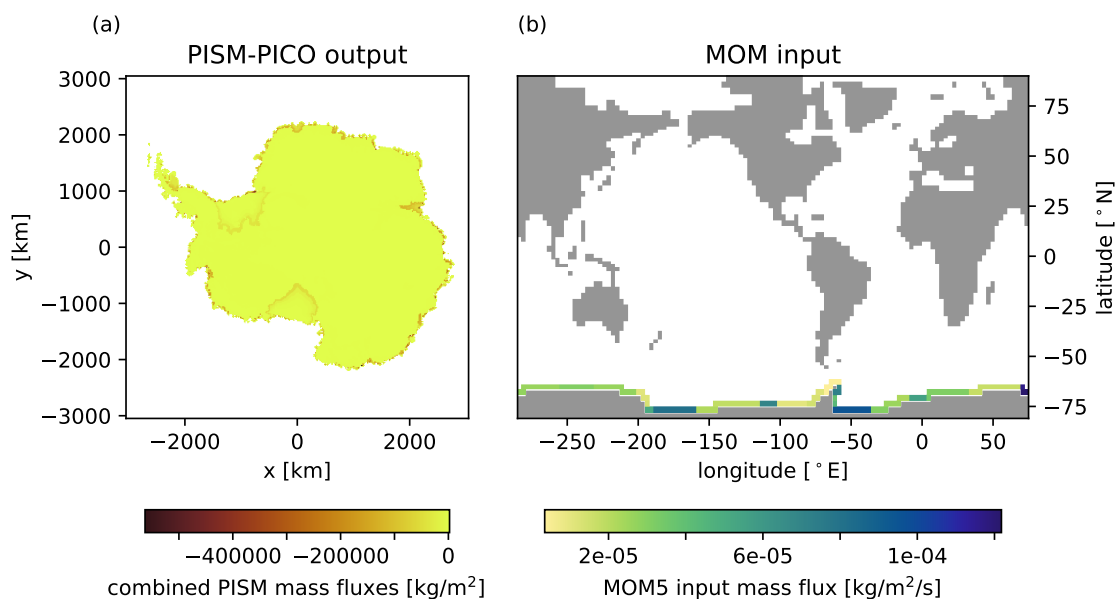 (a)
PISM-PICO output
3000
2000
1000
0
−1000
−2000
−3000
y [km]
−2000 0 2000
x [km]
−400000 −200000 0
combined PISM mass fluxes [kg/m²]
(b)
MOM input
75
50
25
0
−25
−50
−75
latitude [°N]
−250 −200 −150 −100 −50 0 50
longitude [°E]
2e-05 6e-05 1e-04
MOM5 input mass flux [kg/m²/s]